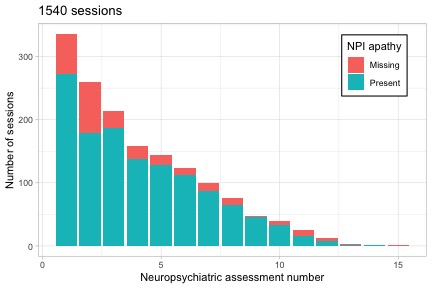 1540 sessions
Number of sessions
300
200
100
0
NPI apathy
Missing
Present
0 5 10 15
Neuropsychiatric assessment number